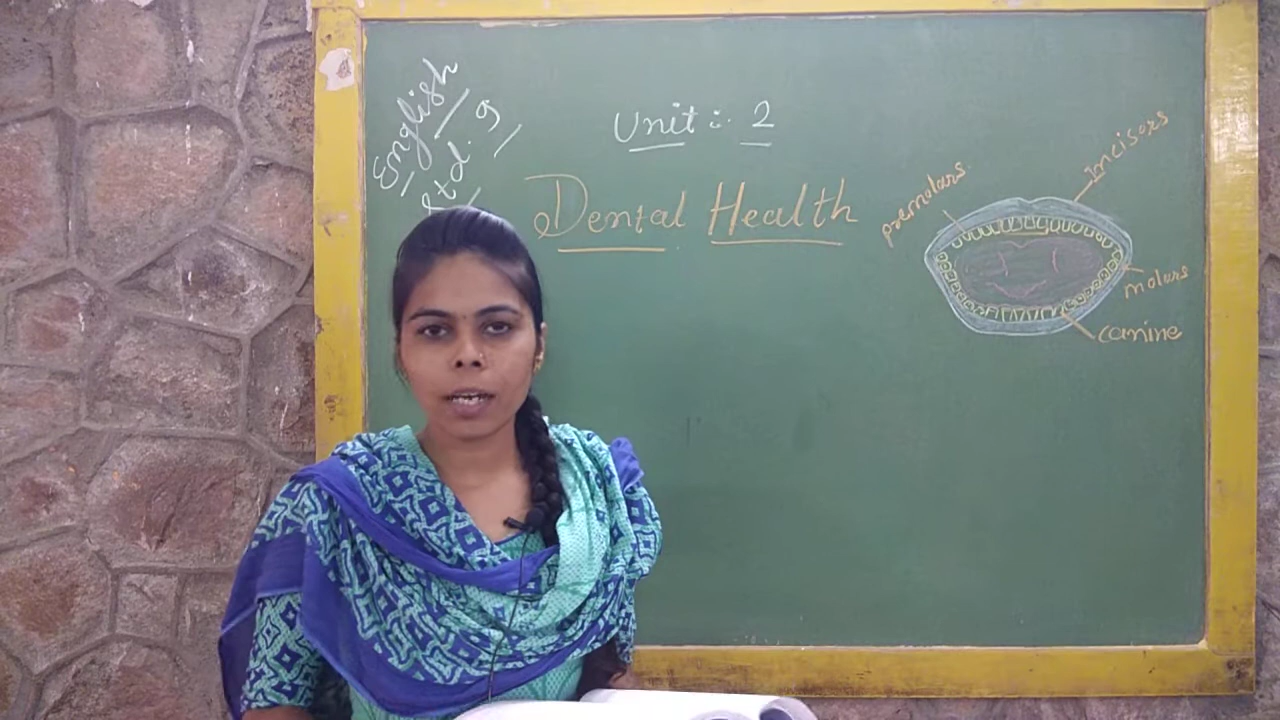 English
Std. 9
Unit : 2
Dental Health
premolars
Incisors
molars
canine